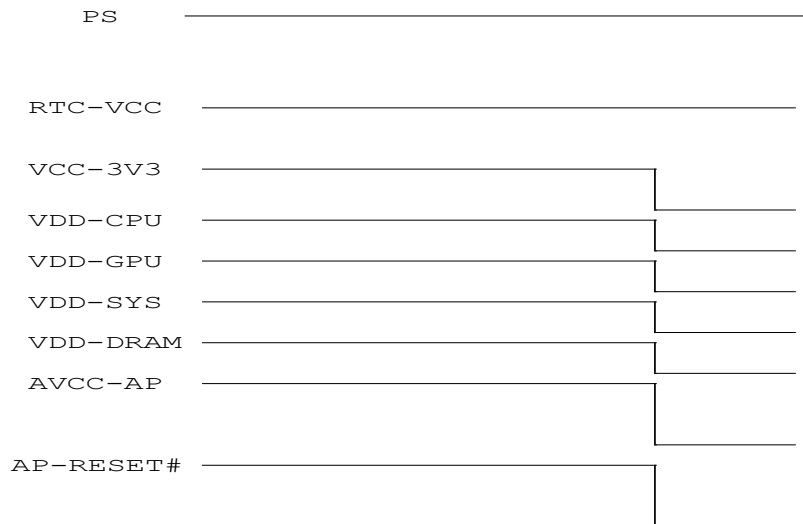 PS
RTC-VCC
VCC-3V3
VDD-CPU
VDD-GPU
VDD-SYS
VDD-DRAM
AVCC-AP
AP-RESET#